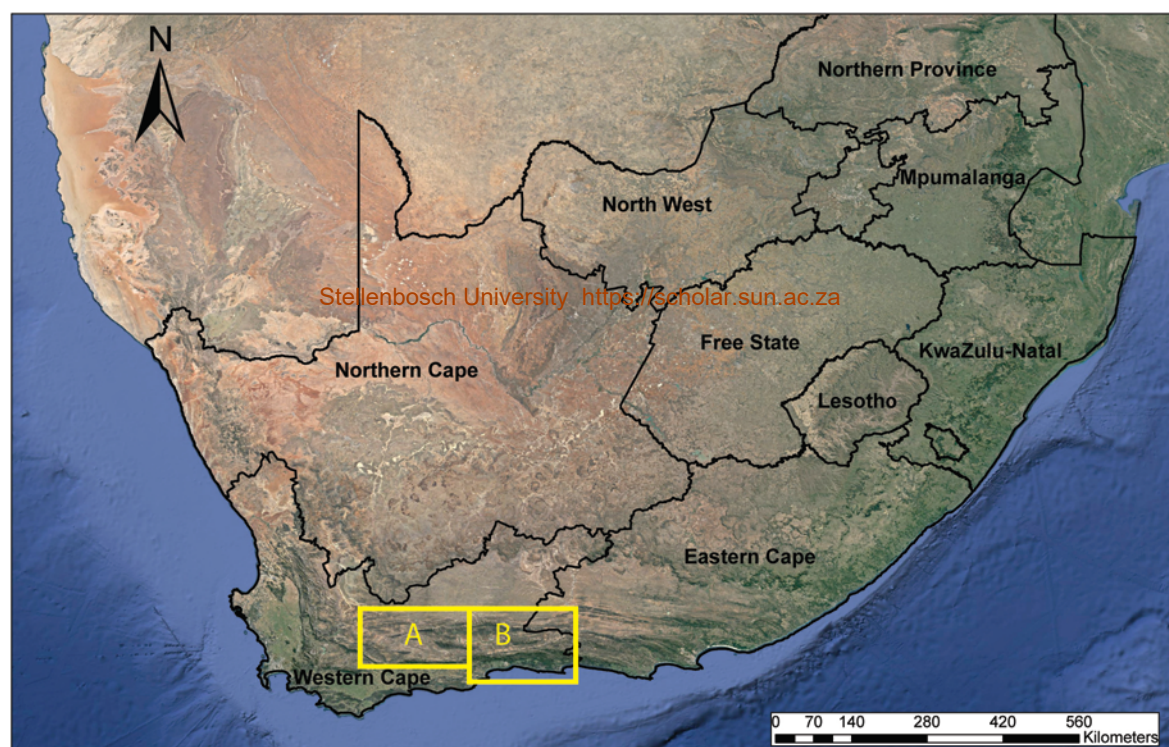 N
Northern Province
Mpumalanga
North West
Stellenbosch University https://scholar.sun.ac.za
Free State
KwaZulu-Natal
Northern Cape
Lesotho
Eastern Cape
A
B
Western Cape
0 70 140 280 420 560
Kilometers